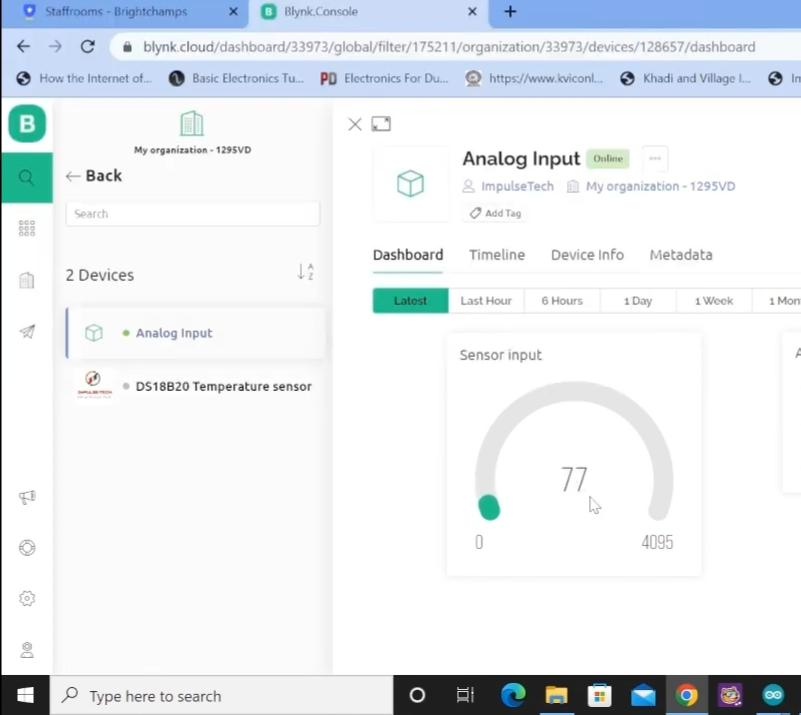 Staffrooms - Brightchamps
Blynk.Console
blynk.cloud/dashboard/33973/global/filter/175211/organization/33973/devices/128657/dashboard
How the Internet of...
Basic Electronics Tu...
PD Electronics For Du...
https://www.kviconl...
Khadi and Village I...
B
My organization - 1295VD
Back
Search
2 Devices
A
Z
Analog Input
DS18B20 Temperature sensor
Analog Input Online
ImpulseTech My organization - 1295VD
Add Tag
Dashboard Timeline Device Info Metadata
Latest Last Hour 6 Hours 1 Day 1 Week 1 Mon
Sensor input
77
0 4095
Type here to search